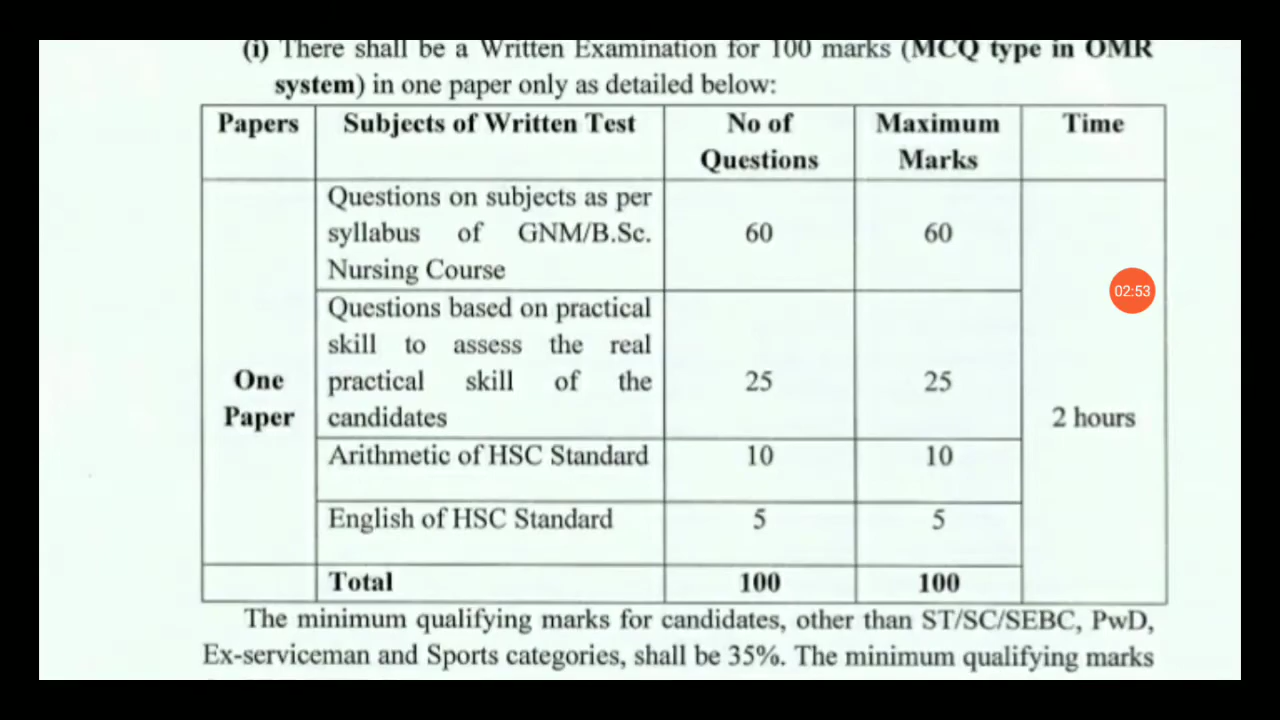 (i) There shall be a Written Examination for 100 marks (MCQ type in OMR
system) in one paper only as detailed below:
Papers Subjects of Written Test No of Questions Maximum Marks Time
One Paper
Questions on subjects as per
syllabus of GNM/B.Sc.
Nursing Course
60 60
Questions based on practical
skill to assess the real
practical skill of the
candidates
25 25
2 hours
Arithmetic of HSC Standard 10 10
English of HSC Standard 5 5
Total 100 100
The minimum qualifying marks for candidates, other than ST/SC/SEBC, PwD,
Ex-serviceman and Sports categories, shall be 35%. The minimum qualifying marks
02:53